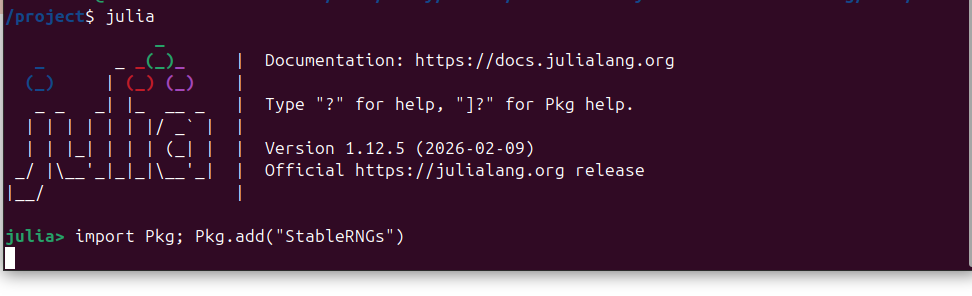 /project$ julia
               _
   _       _ _(_)_     |  Documentation: https://docs.julialang.org
  (_)     | (_) (_)    |
   _ _   _| |_  __ _   |  Type "?" for help, "]?" for Pkg help.
  | | | | | | |/ _` |  |
  | | |_| | | | (_| |  |  Version 1.12.5 (2026-02-09)
 _/ |\__'_|_|_|\__'_|  |  Official https://julialang.org release
|__/                   |
julia> import Pkg; Pkg.add("StableRNGs")